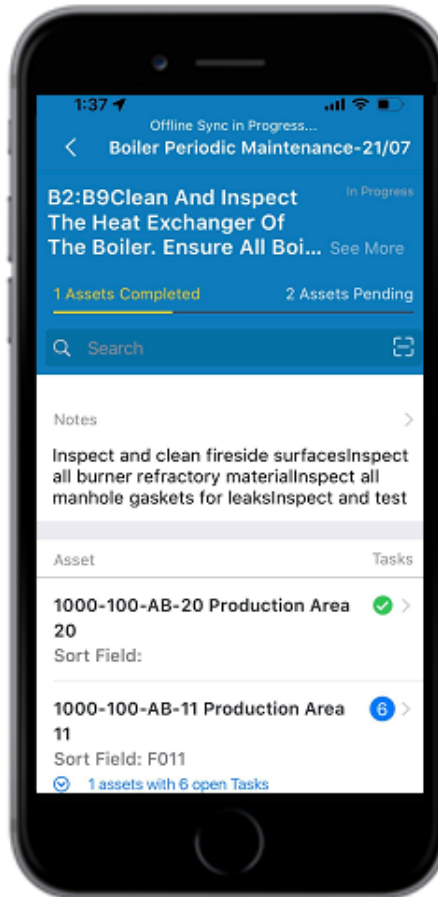 1:37
Offline Sync in Progress...
Boiler Periodic Maintenance-21/07
B2:B9Clean And Inspect
In Progress
The Heat Exchanger Of
The Boiler. Ensure All Boi... See More
1 Assets Completed
2 Assets Pending
Search
Notes
Inspect and clean fireside surfacesInspect
all burner refractory materialInspect all
manhole gaskets for leaksInspect and test
Asset
Tasks
1000-100-AB-20 Production Area
20
Sort Field:
1000-100-AB-11 Production Area
6
11
Sort Field: F011
1 assets with 6 open Tasks